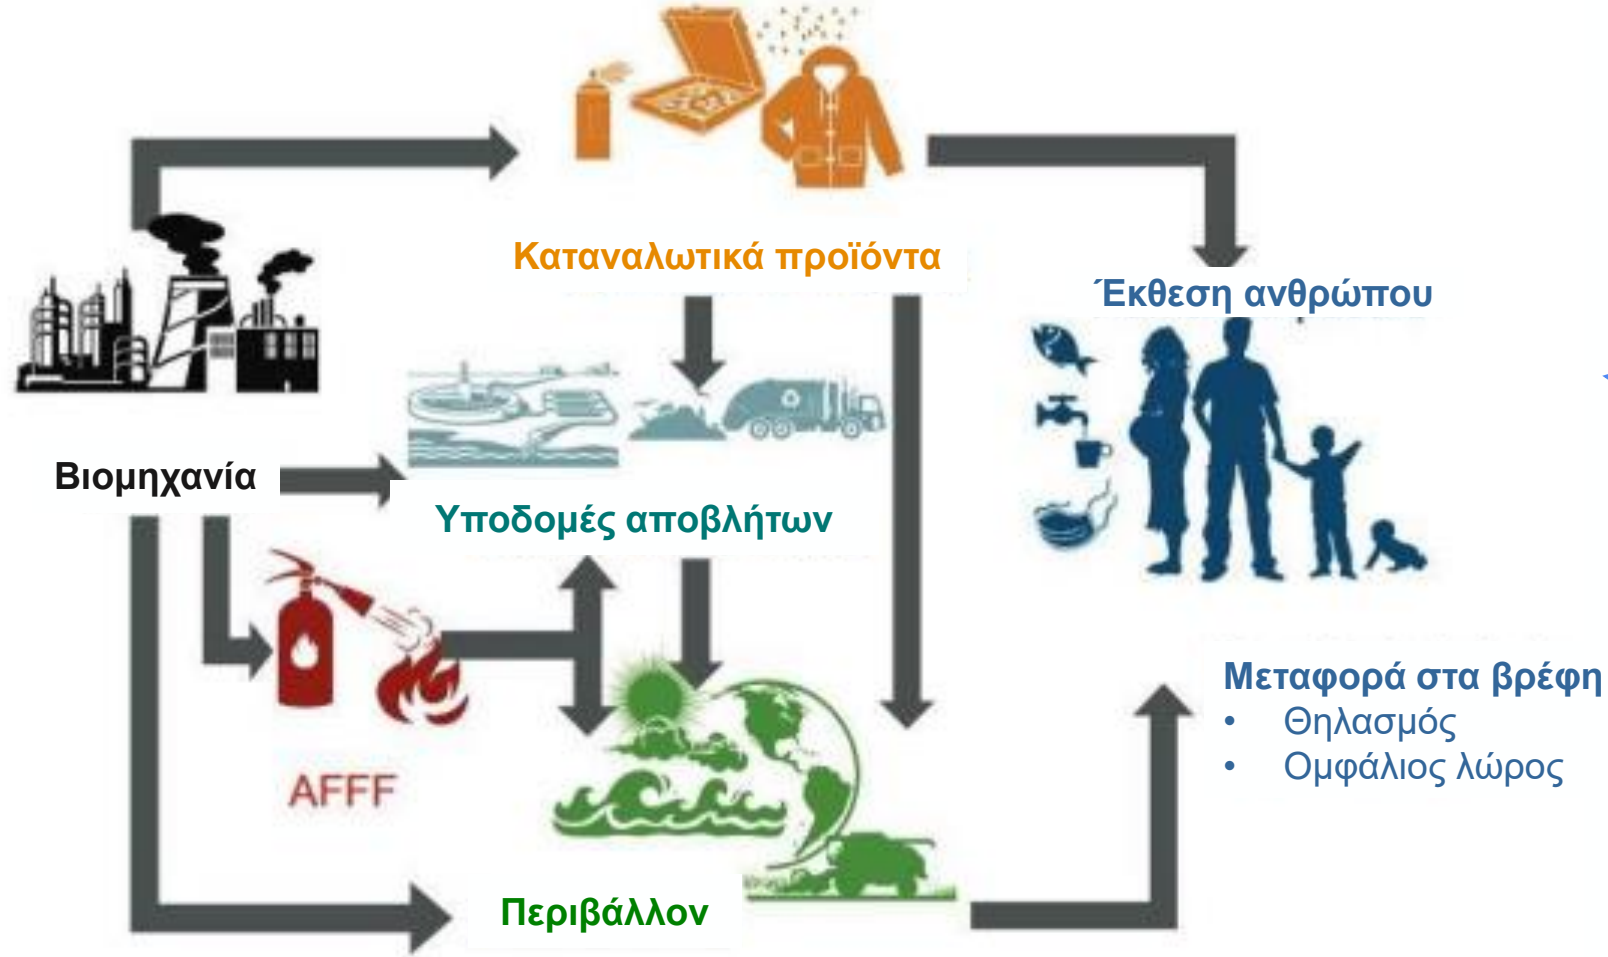 Καταναλωτικά προϊόντα
Έκθεση ανθρώπου
Βιομηχανία
Υποδομές αποβλήτων
AFFF
Μεταφορά στα βρέφη
• Θηλασμός
• Ομφάλιος λώρος
Περιβάλλον